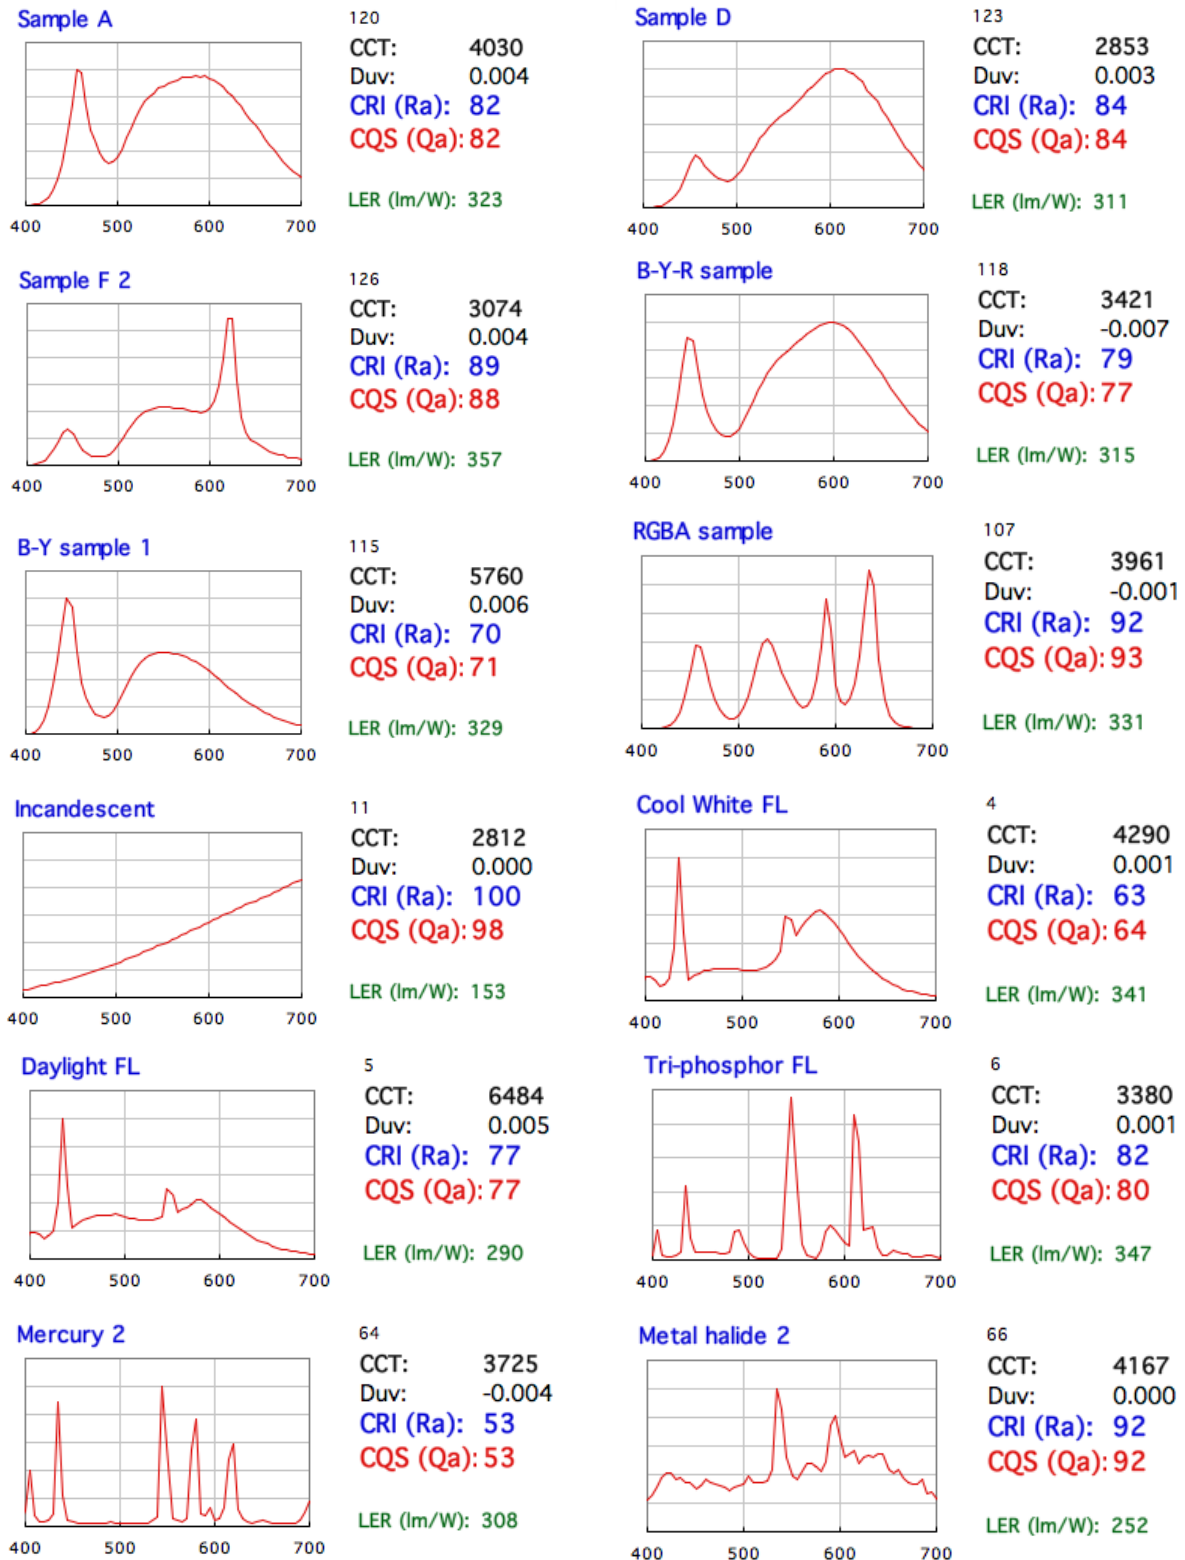 Sample A
120
CCT: 4030
Duv: 0.004
CRI (Ra): 82
CQS (Qa): 82
LER (lm/W): 323
400 500 600 700
Sample D
123
CCT: 2853
Duv: 0.003
CRI (Ra): 84
CQS (Qa): 84
LER (lm/W): 311
400 500 600 700
Sample F 2
126
CCT: 3074
Duv: 0.004
CRI (Ra): 89
CQS (Qa): 88
LER (lm/W): 357
400 500 600 700
B-Y-R sample
118
CCT: 3421
Duv: -0.007
CRI (Ra): 79
CQS (Qa): 77
LER (lm/W): 315
400 500 600 700
B-Y sample 1
115
CCT: 5760
Duv: 0.006
CRI (Ra): 70
CQS (Qa): 71
LER (lm/W): 329
400 500 600 700
RGBA sample
107
CCT: 3961
Duv: -0.001
CRI (Ra): 92
CQS (Qa): 93
LER (lm/W): 331
400 500 600 700
Incandescent
11
CCT: 2812
Duv: 0.000
CRI (Ra): 100
CQS (Qa): 98
LER (lm/W): 153
400 500 600 700
Cool White FL
4
CCT: 4290
Duv: 0.001
CRI (Ra): 63
CQS (Qa): 64
LER (lm/W): 341
400 500 600 700
Daylight FL
5
CCT: 6484
Duv: 0.005
CRI (Ra): 77
CQS (Qa): 77
LER (lm/W): 290
400 500 600 700
Tri-phosphor FL
6
CCT: 3380
Duv: 0.001
CRI (Ra): 82
CQS (Qa): 80
LER (lm/W): 347
400 500 600 700
Mercury 2
64
CCT: 3725
Duv: -0.004
CRI (Ra): 53
CQS (Qa): 53
LER (lm/W): 308
400 500 600 700
Metal halide 2
66
CCT: 4167
Duv: 0.000
CRI (Ra): 92
CQS (Qa): 92
LER (lm/W): 252
400 500 600 700